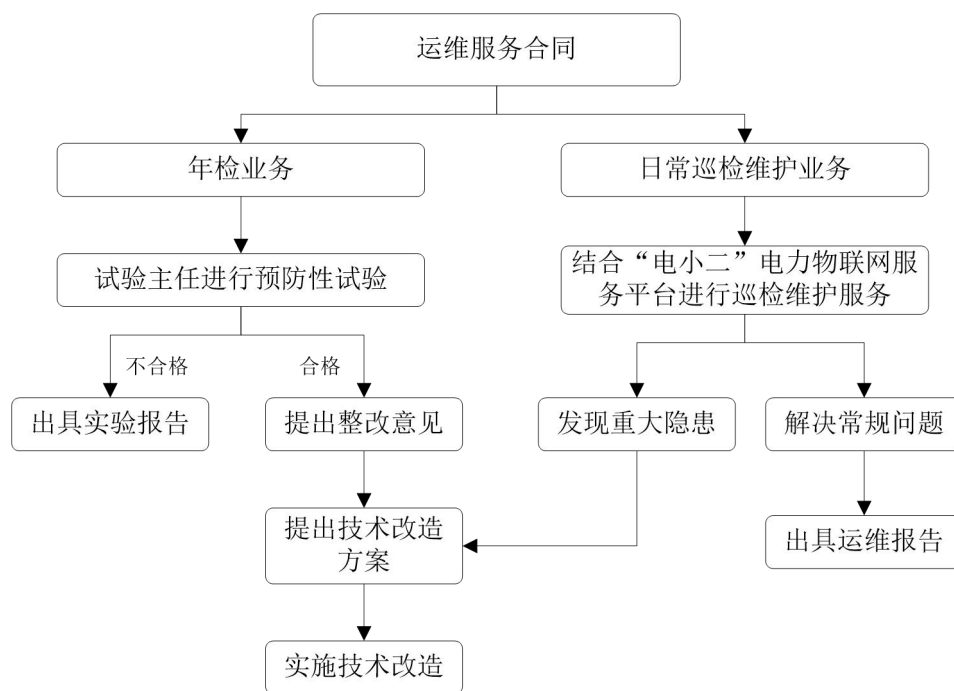 运维服务合同
年检业务
日常巡检维护业务
试验主任进行预防性试验
结合“电小二”电力物联网服
务平台进行巡检维护服务
不合格
合格
出具实验报告
提出整改意见
发现重大隐患
解决常规问题
提出技术改造
方案
出具运维报告
实施技术改造